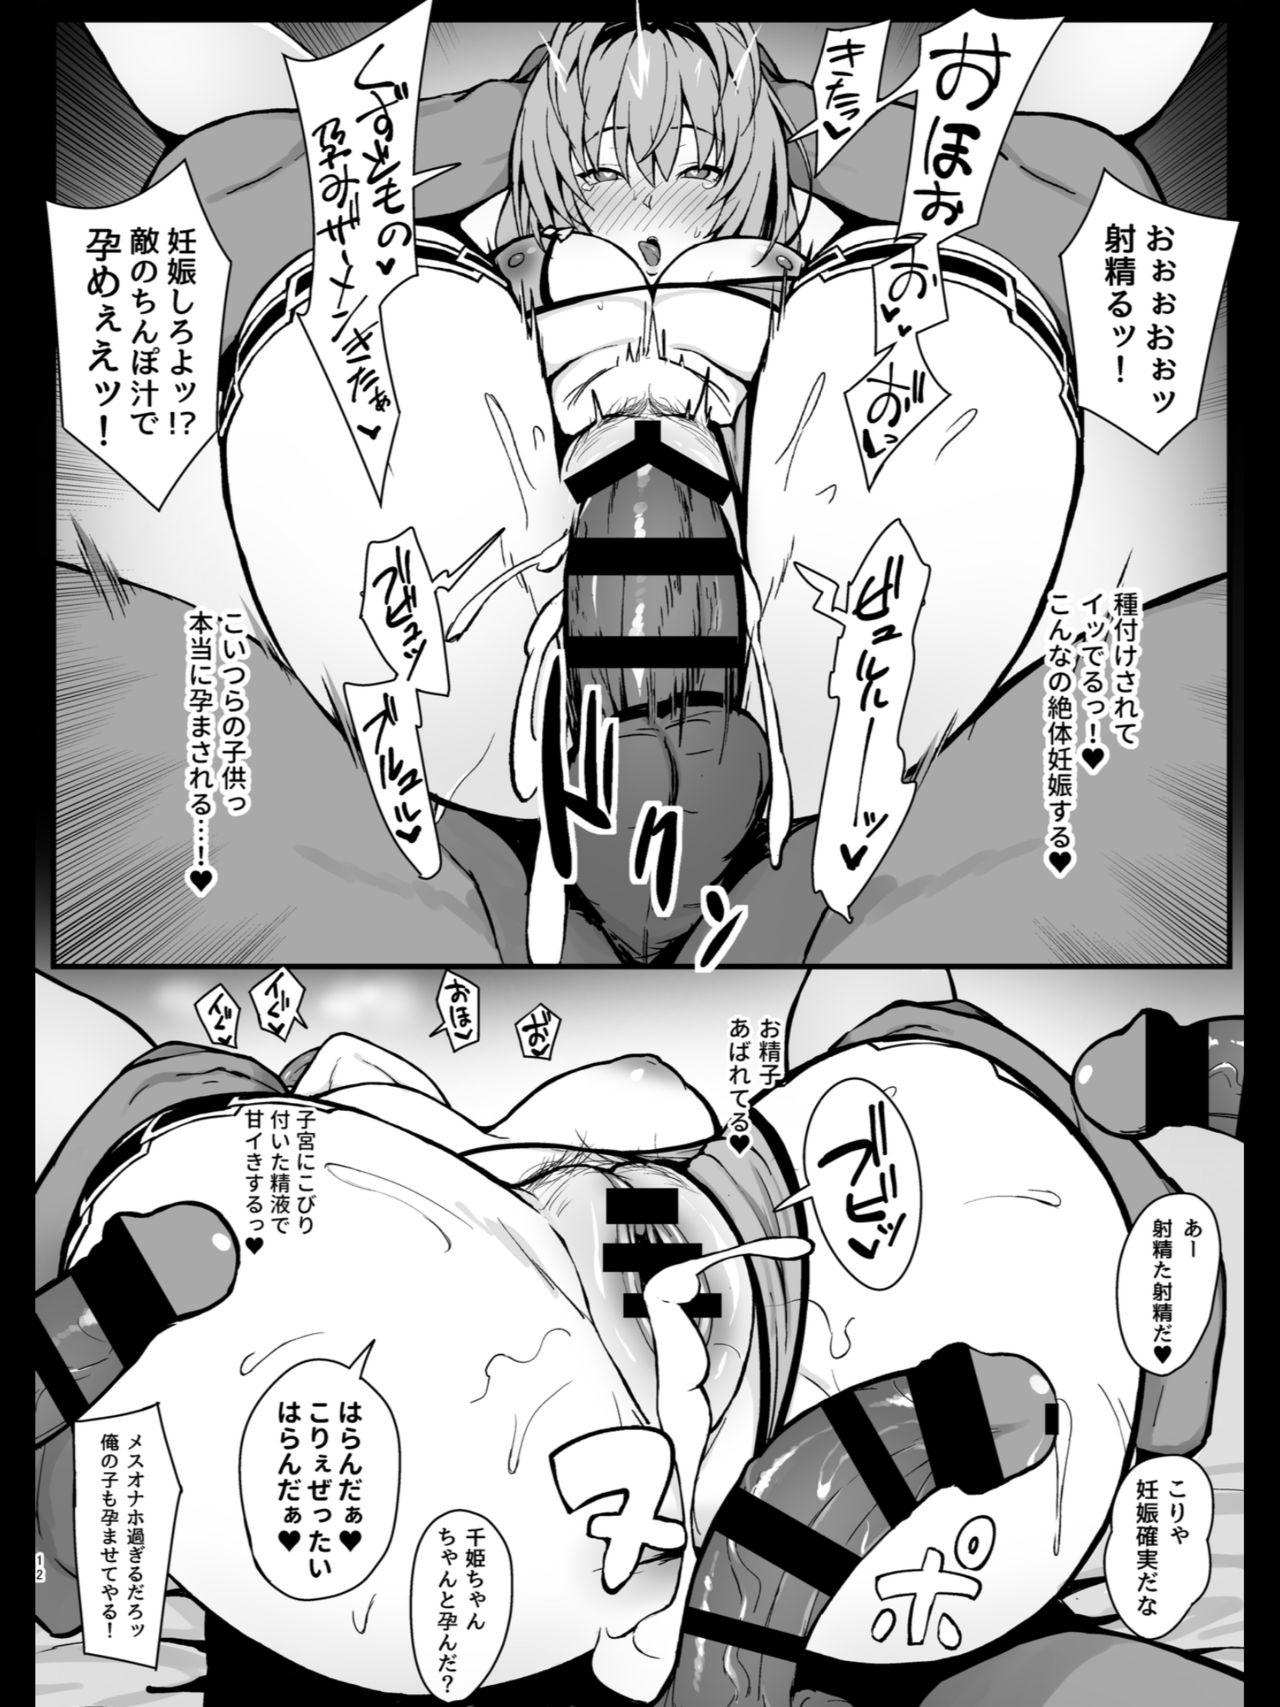 おほおぉ
お♥♥
おおっ
きたっ♥
おぉぉぉぉッ
射精るッ！
くずどもの
孕みザーメン
きたぁ♥
妊娠しろよッ!?
敵のちんぽ汁で
孕めぇぇッ！
種付けされて
イッでるっ！♥
こんなの絶体妊娠する♥
ビュルルーーッ♥
ビュッ
ビュルル♥
ドクン
こいつらの子供っ
本当に孕まされる…！♥
お精子
あばれてる♥
お♥
おほ♥
イぐ♥
イぐ♥
子宮にこびり
付いた精液で
甘イきするっ♥
ブビッ
あー
射精た射精だ♥
こりゃ
妊娠確実だな
ヌポ
はらんだぁ♥
こりぇぜったい
はらんだぁ♥
千姫ちゃん
ちゃんと孕んだ？
メスオナホ過ぎるだろッ
俺の子も孕ませてやる！
12